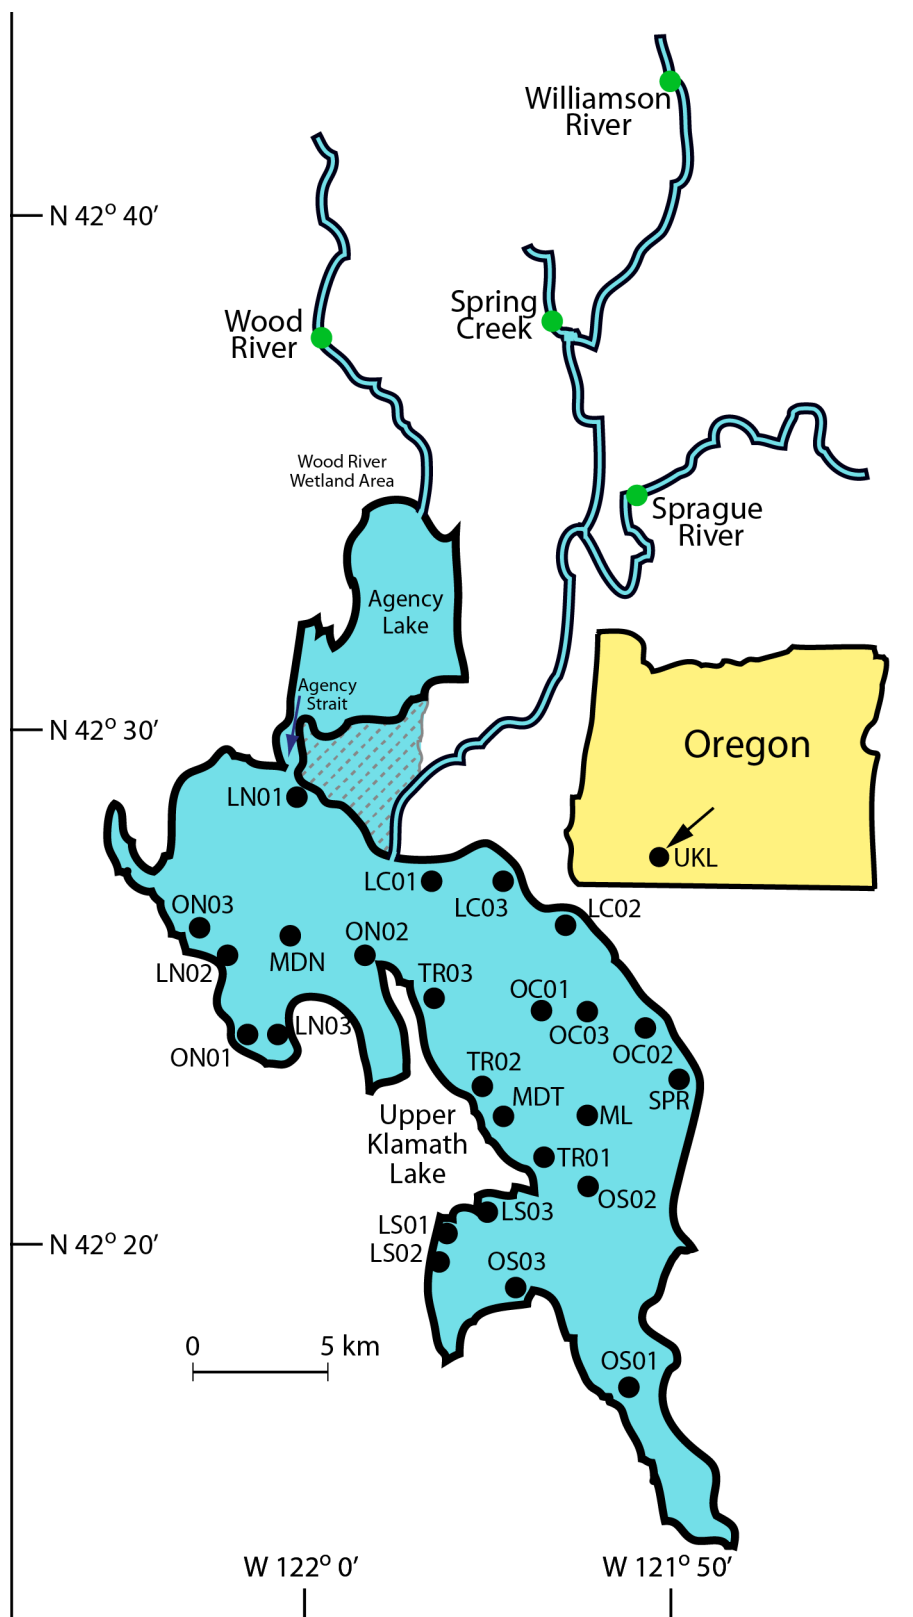 Williamson
River
N 42° 40′
Spring
Creek
Wood
River
Wood River
Wetland Area
Sprague
River
Agency
Lake
Agency
Strait
N 42° 30′
Oregon
LN01
UKL
LC01
LC03
LC02
ON03
ON02
LN02
MDN
TR03
OC01
LN03
OC03
ON01
OC02
TR02
MDT
SPR
Upper
Klamath
Lake
ML
TR01
OS02
LS03
LS01
N 42° 20′
LS02
OS03
0
5 km
OS01
W 122° 0′
W 121° 50′